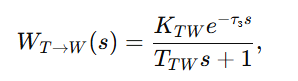 W_{T→W}(s) = \frac{K_{TW} e^{-τ_3 s}}{T_{TW} s + 1},